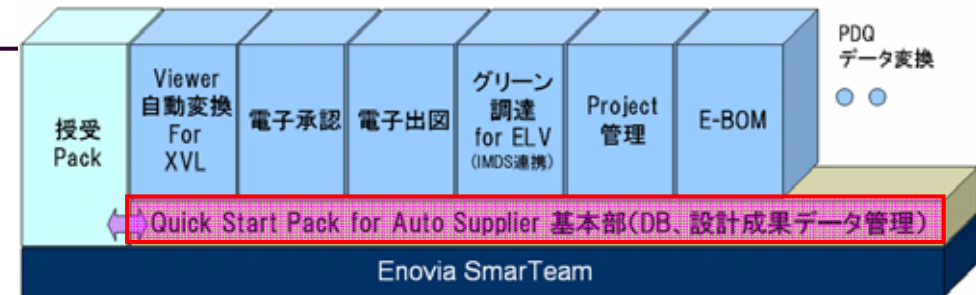 PDQ
データ変換
授受
Pack
Viewer
自動変換
For
XVL
電子承認
電子出図
グリーン
調達
for ELV
(IMDS連携)
Project
管理
E-BOM
Quick Start Pack for Auto Supplier 基本部(DB、設計成果データ管理)
Enovia SmarTeam